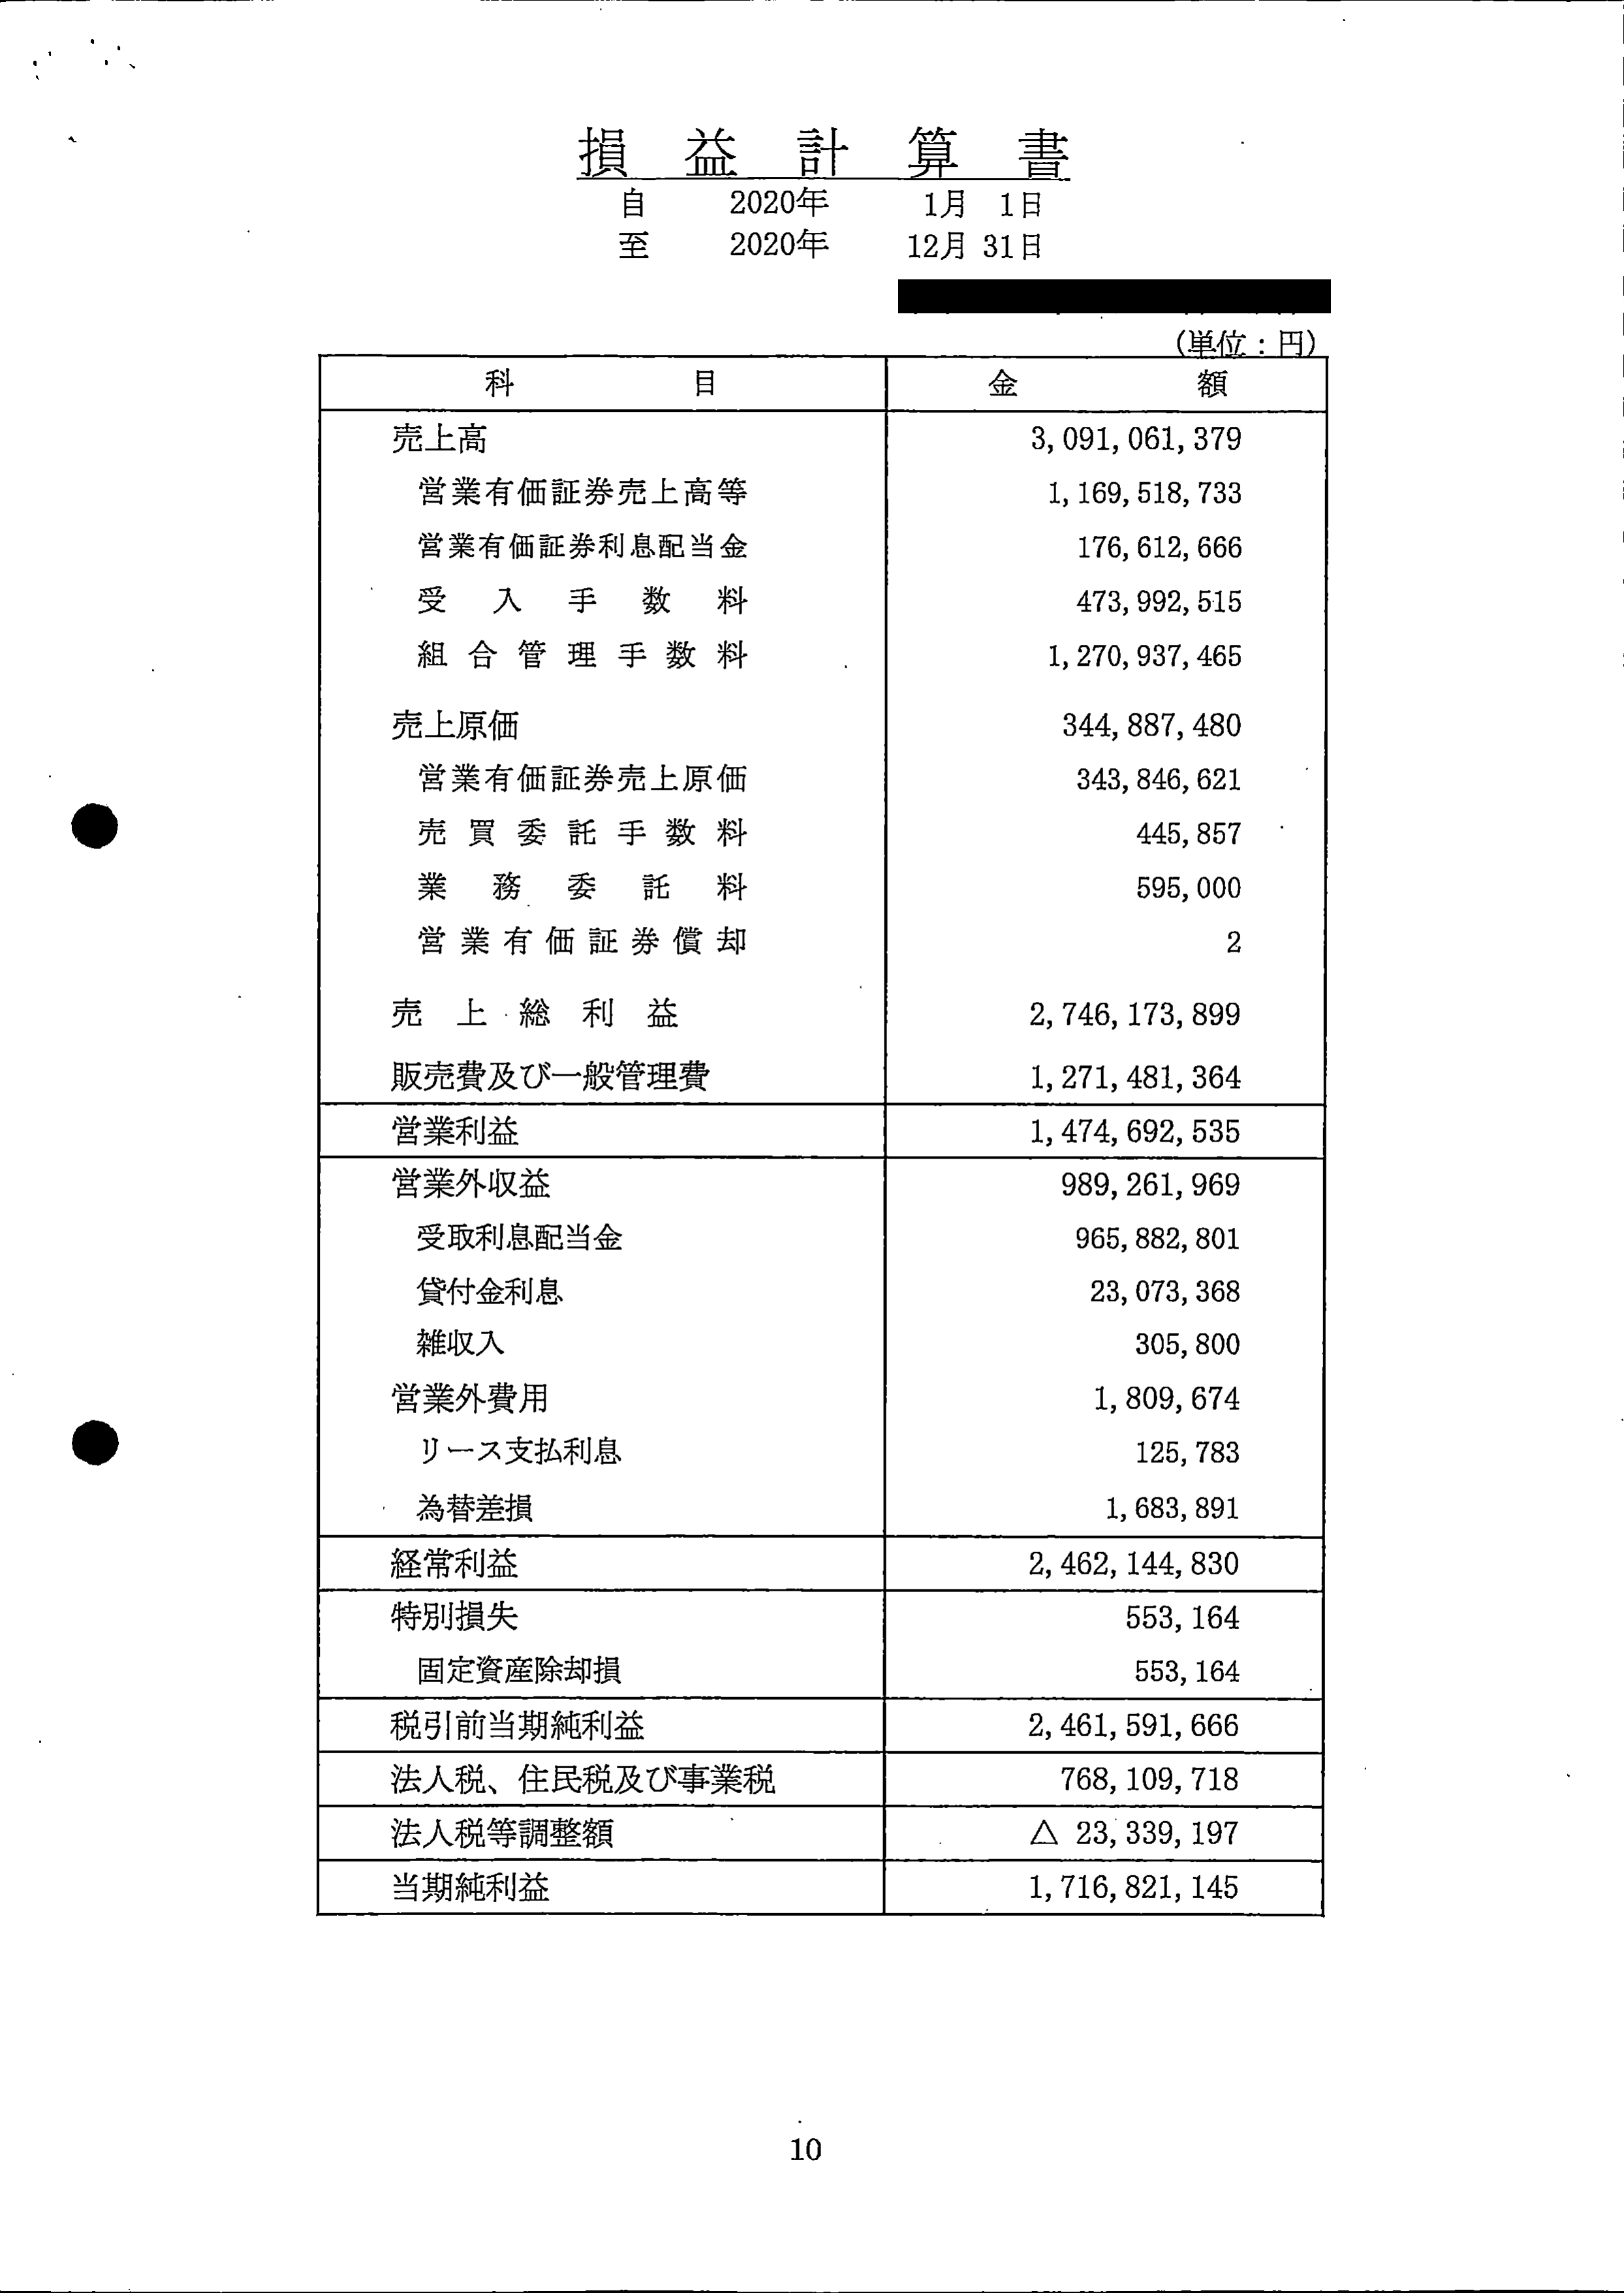 損益計算書
自 2020年 1月 1日
至 2020年 12月 31日
(単位:円)
科目 金額
売上高 3,091,061,379
営業有価証券売上高等 1,169,518,733
営業有価証券利息配当金 176,612,666
受入手数料 473,992,515
組合管理手数料 1,270,937,465
売上原価 344,887,480
営業有価証券売上原価 343,846,621
売買委託手数料 445,857
業務委託料 595,000
営業有価証券償却 2
売上総利益 2,746,173,899
販売費及び一般管理費 1,271,481,364
営業利益 1,474,692,535
営業外収益 989,261,969
受取利息配当金 965,882,801
貸付金利息 23,073,368
雑収入 305,800
営業外費用 1,809,674
リース支払利息 125,783
為替差損 1,683,891
経常利益 2,462,144,830
特別損失 553,164
固定資産除却損 553,164
税引前当期純利益 2,461,591,666
法人税、住民税及び事業税 768,109,718
法人税等調整額 △ 23,339,197
当期純利益 1,716,821,145
10